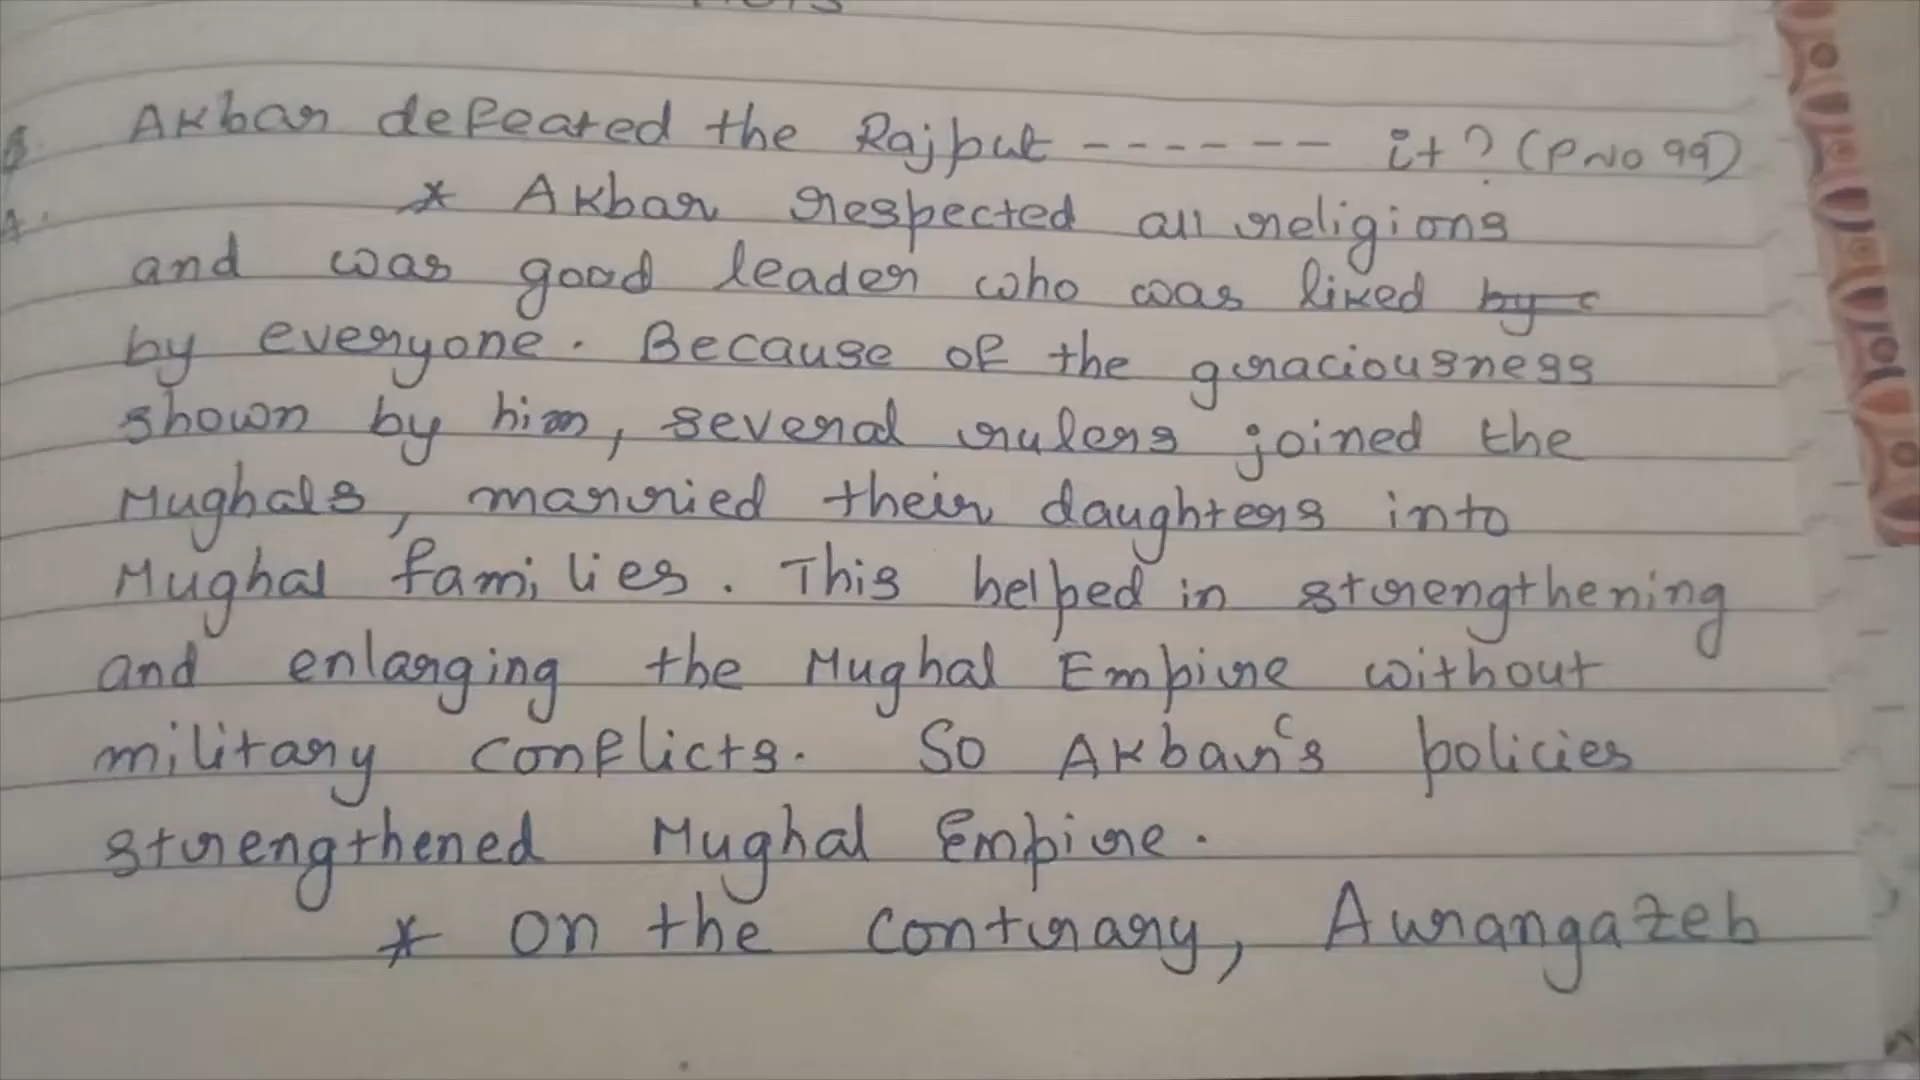 Akbar defeated the Rajput ------ it? (P NO 99)
* Akbar respected all religions
and was good leader who was liked by
by everyone. Because of the graciousness
shown by him, several rulers joined the
Mughals, married their daughters into
Mughal families. This helped in strengthening
and enlarging the Mughal Empire without
military conflicts. So Akbar's policies
strengthened Mughal Empire.
* on the contrary, Aurangazeb